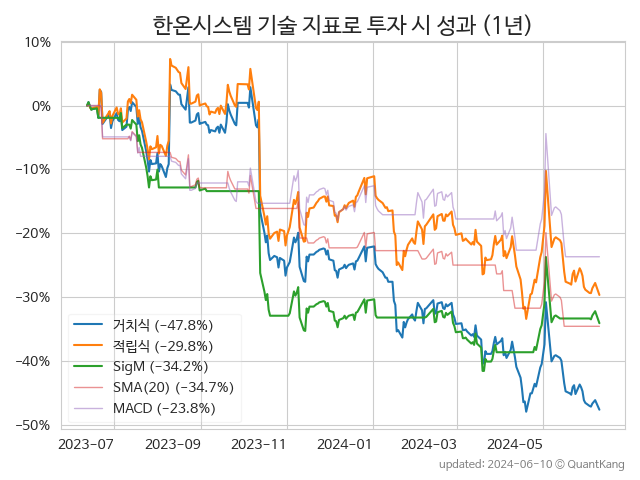 한온시스템 기술 지표로 투자 시 성과 (1년)
10%
0%
−10%
−20%
−30%
−40%
−50%
거치식 (−47.8%)
적립식 (−29.8%)
SigM (−34.2%)
SMA(20) (−34.7%)
MACD (−23.8%)
2023−07 2023−09 2023−11 2024−01 2024−03 2024−05
updated: 2024−06−10 © QuantKang